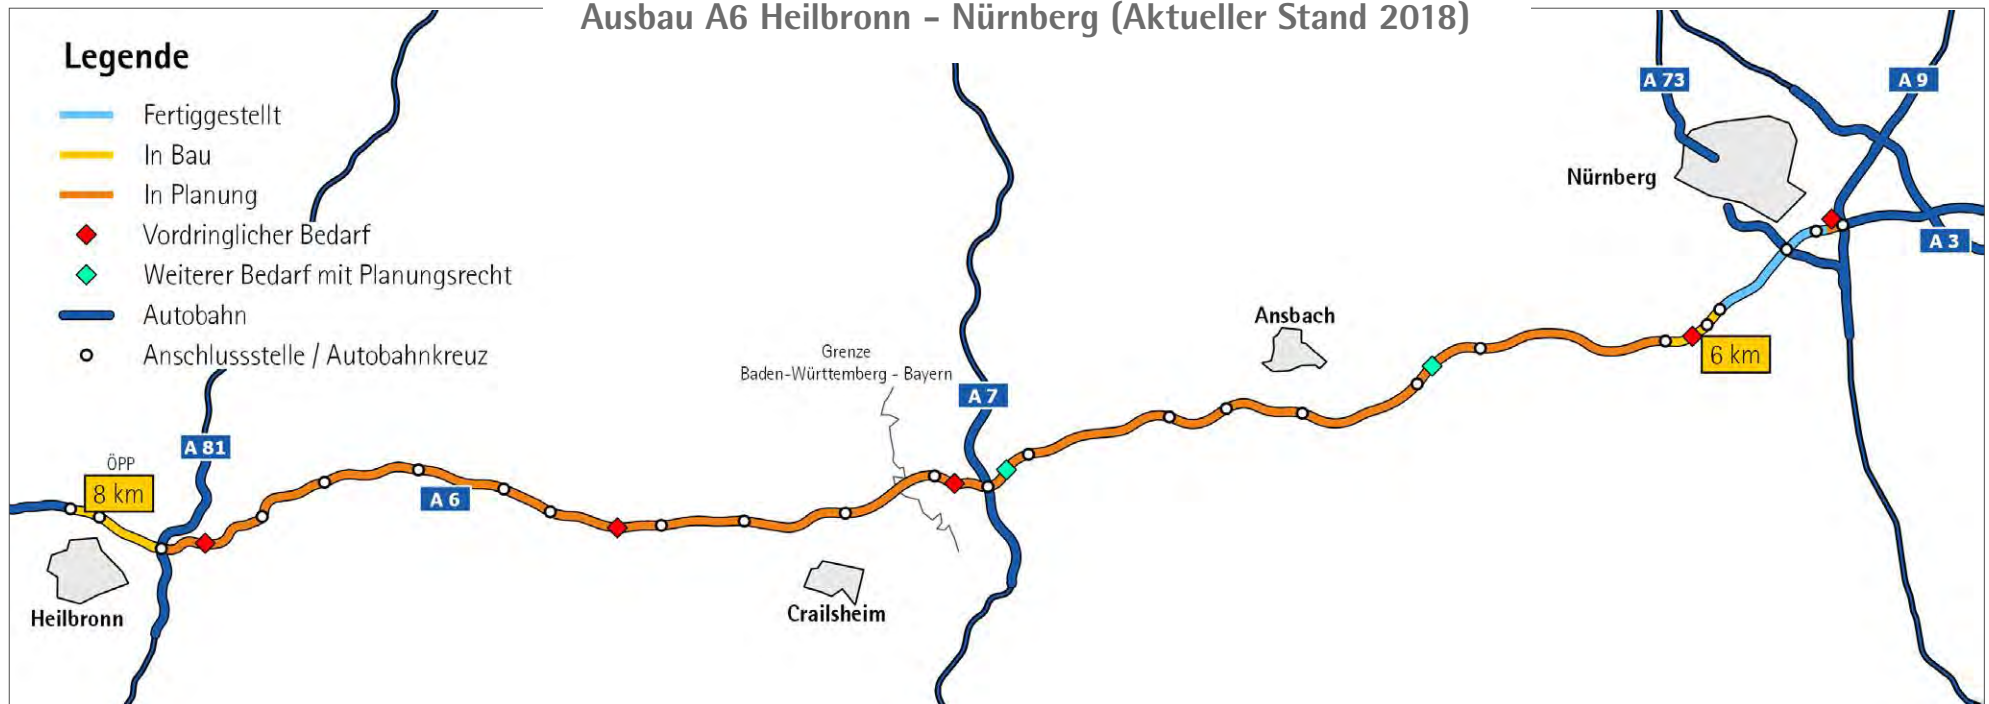 Ausbau A6 Heilbronn - Nürnberg (Aktueller Stand 2018)
Legende
Fertiggestellt
In Bau
In Planung
Vordringlicher Bedarf
Weiterer Bedarf mit Planungsrecht
Autobahn
Anschlussstelle / Autobahnkreuz
A 73
A 9
Nürnberg
A 3
Ansbach
6 km
Grenze
Baden-Württemberg - Bayern
A 7
A 81
ÖPP
8 km
A 6
Heilbronn
Crailsheim